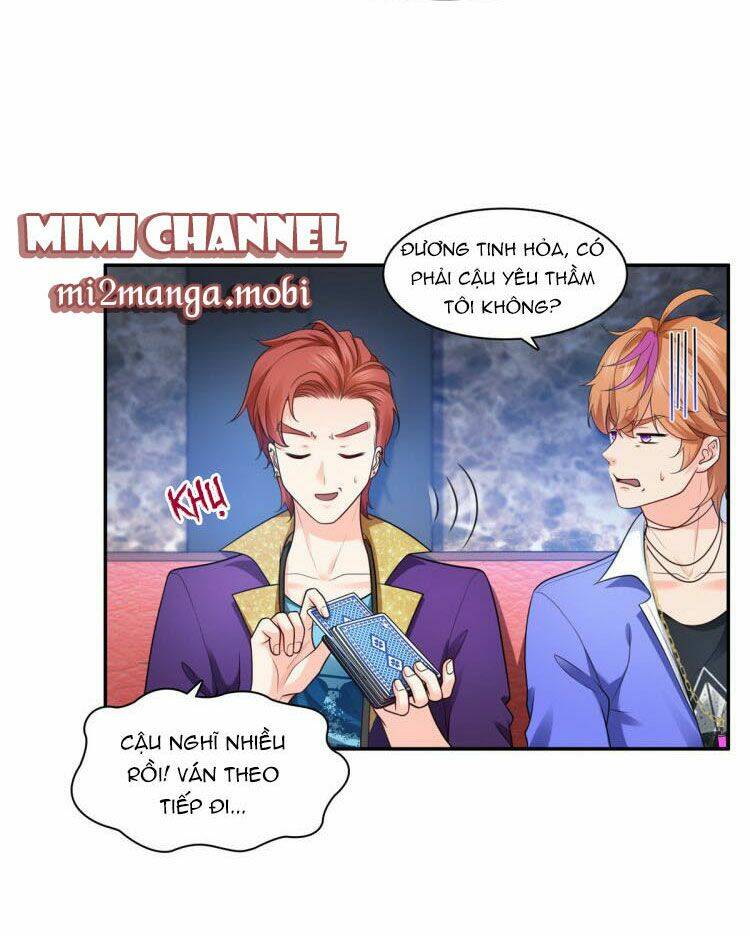 MIMI CHANNEL
mi2manga.mobi
ĐƯƠNG TINH HỎA, CÓ
PHẢI CẬU YÊU THẦM
TÔI KHÔNG?
KHỤ
CẬU NGHĨ NHIỀU
RỒI! VÁN THEO
TIẾP ĐI...